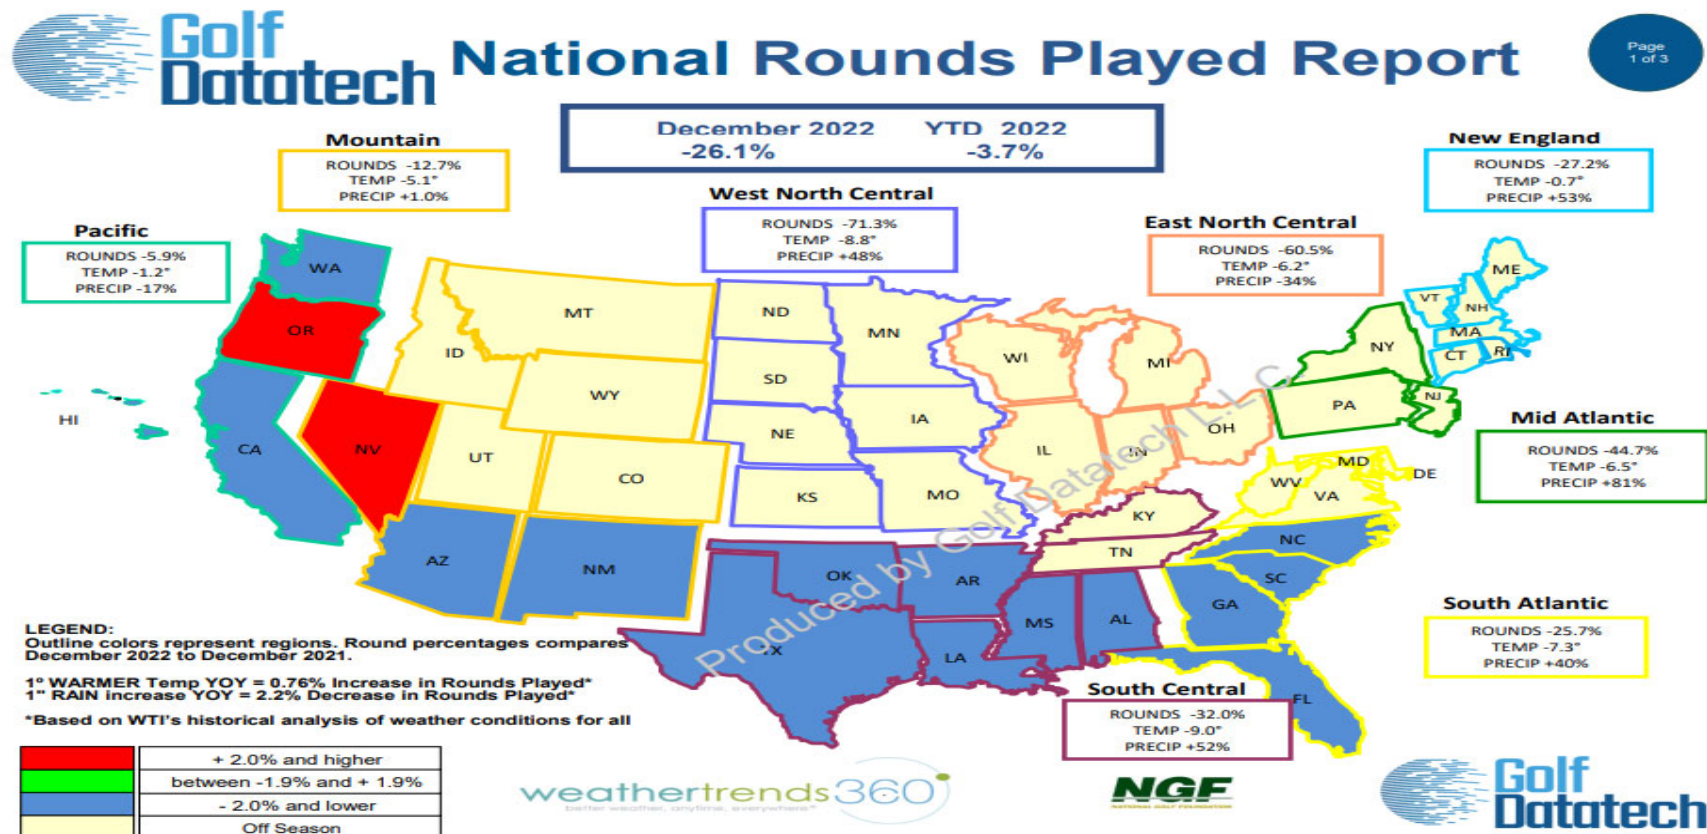 Golf
Datatech
National Rounds Played Report
Page
1 of 3
December 2022 YTD 2022
-26.1% -3.7%
Mountain
ROUNDS -12.7%
TEMP -5.1°
PRECIP +1.0%
New England
ROUNDS -27.2%
TEMP -0.7°
PRECIP +53%
West North Central
ROUNDS -71.3%
TEMP -8.8°
PRECIP +48%
East North Central
ROUNDS -60.5%
TEMP -6.2°
PRECIP -34%
Pacific
ROUNDS -5.9%
TEMP -1.2°
PRECIP -17%
WA
OR
MT
ID
ND
MN
SD
WY
WI
MI
NY
ME
VT
NH
MA
CT
RI
HI
CA
NV
UT
CO
NE
IA
KS
MO
IL
IN
OH
PA
NJ
Mid Atlantic
ROUNDS -44.7%
TEMP -6.5°
PRECIP +81%
MD
DE
WV
VA
KY
TN
NC
SC
AZ
NM
OK
AR
TX
LA
MS
AL
GA
FL
Produced by Golf Datatech L.L.C.
South Atlantic
ROUNDS -25.7%
TEMP -7.3°
PRECIP +40%
South Central
ROUNDS -32.0%
TEMP -9.0°
PRECIP +52%
LEGEND:
Outline colors represent regions. Round percentages compares
December 2022 to December 2021.
1° WARMER Temp YOY = 0.76% Increase in Rounds Played*
1" RAIN increase YOY = 2.2% Decrease in Rounds Played*
*Based on WTI's historical analysis of weather conditions for all
+ 2.0% and higher
between -1.9% and + 1.9%
- 2.0% and lower
Off Season
weathertrends360°
better weather, anytime, everywhere
NGF
NATIONAL GOLF FOUNDATION
Golf
Datatech